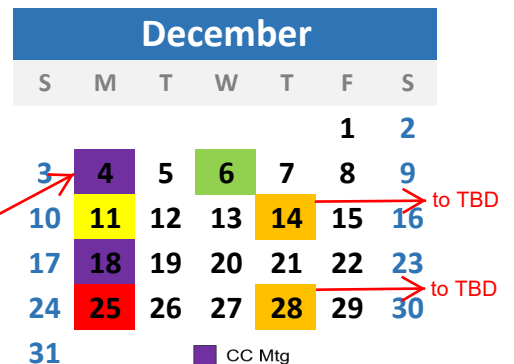 December
S M T W T F S
1 2
3 4 5 6 7 8 9
to TBD
10 11 12 13 14 15 16
17 18 19 20 21 22 23
to TBD
24 25 26 27 28 29 30
31
CC Mtg